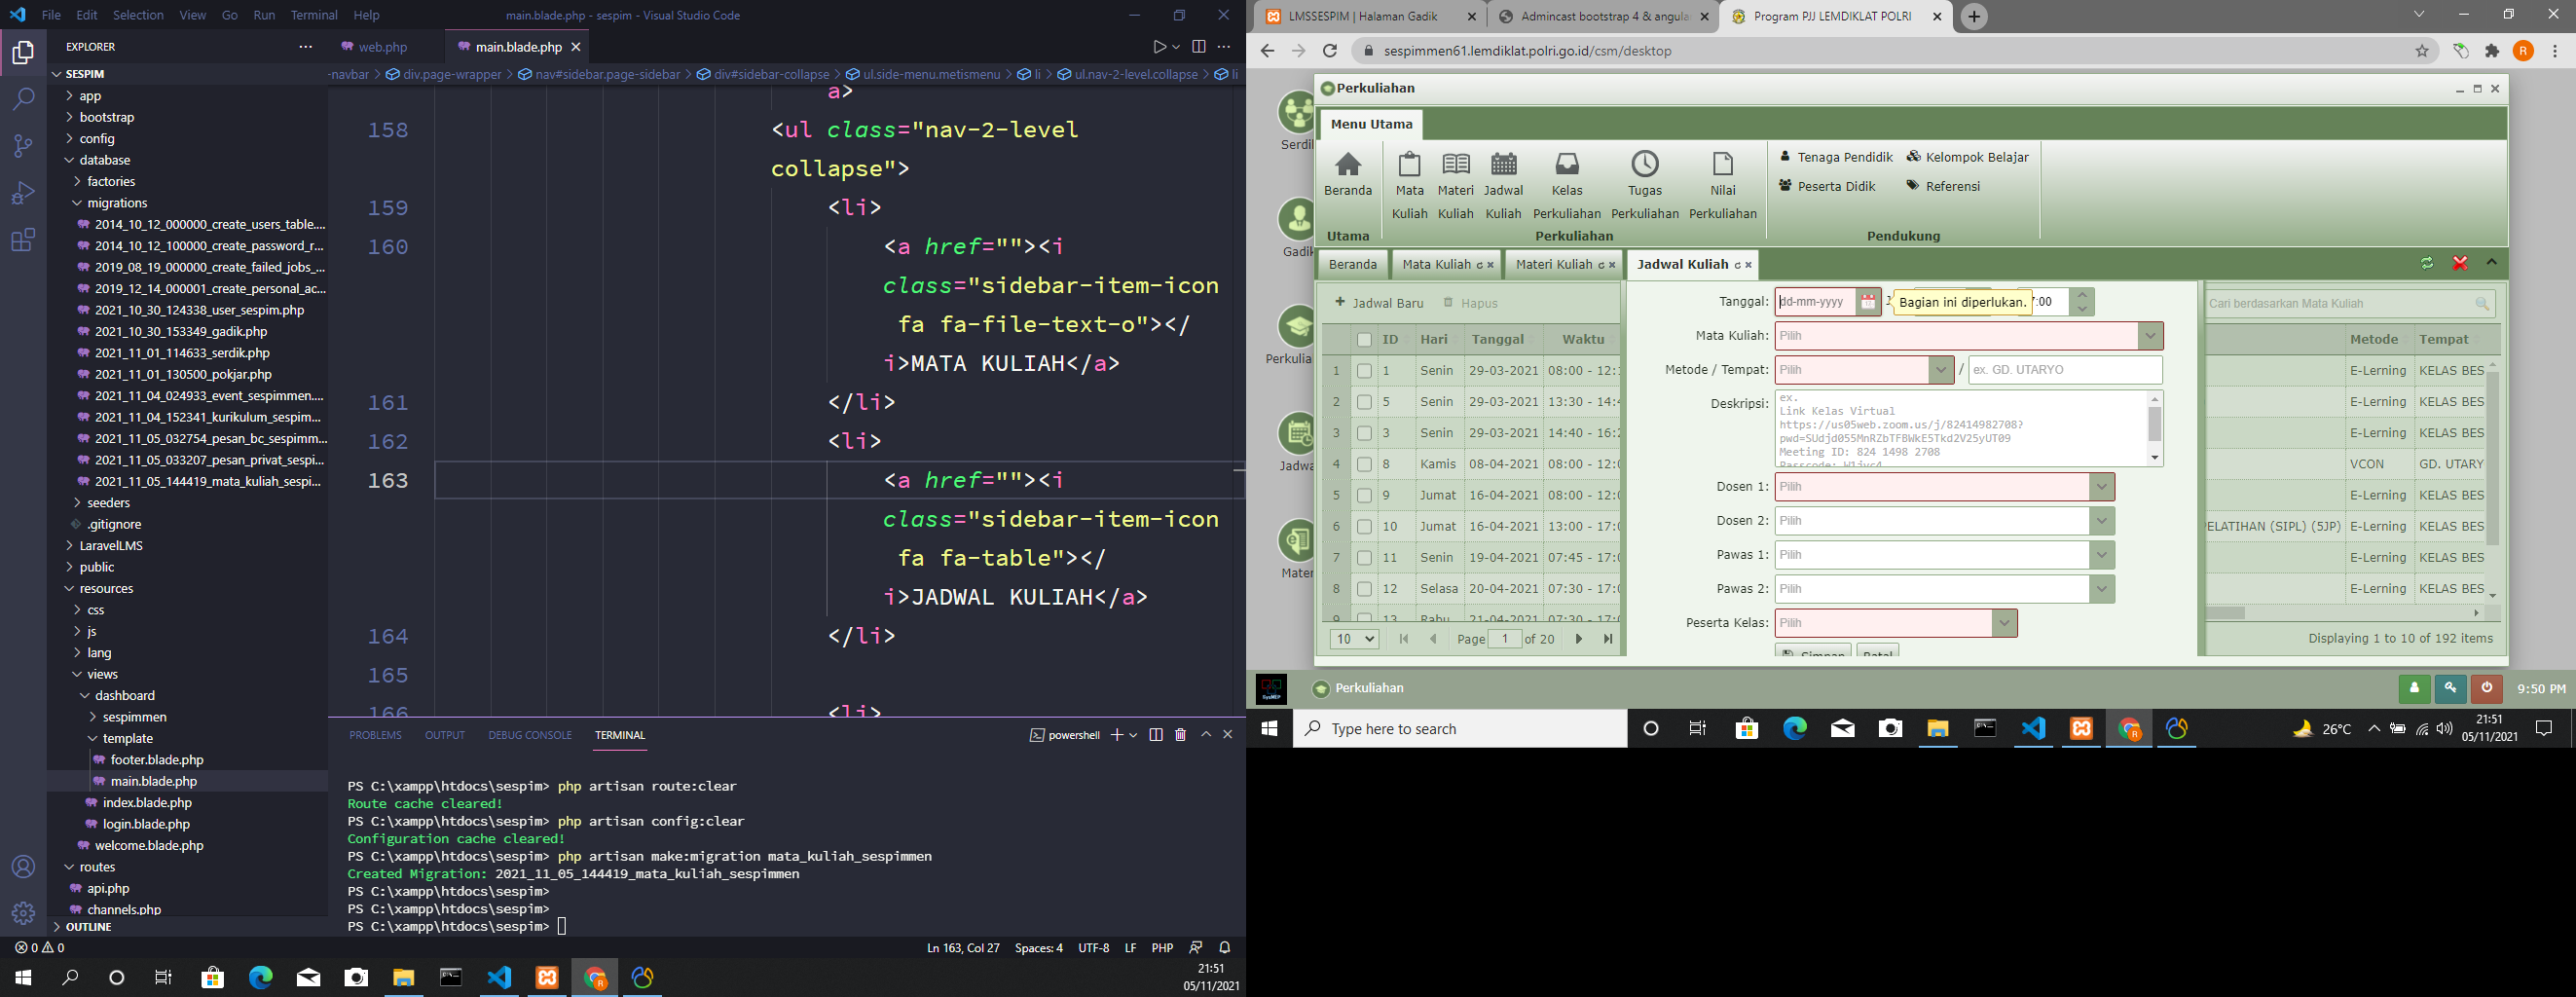 File Edit Selection View Go Run Terminal Help
main.blade.php - sespim - Visual Studio Code
EXPLORER
web.php
main.blade.php
SESPIM
-navbar > div.page-wrapper > nav#sidebar.page-sidebar > div#sidebar-collapse > ul.side-menu.metismenu > li > ul.nav-2-level.collapse > li
app
bootstrap
config
database
factories
migrations
2014_10_12_000000_create_users_table....
2014_10_12_100000_create_password_r...
2019_08_19_000000_create_failed_jobs_...
2019_12_14_000001_create_personal_ac...
2021_10_30_124338_user_sespim.php
2021_10_30_153349_gadik.php
2021_11_01_114633_serdik.php
2021_11_01_130500_pokjar.php
2021_11_04_024933_event_sespimmen....
2021_11_04_152341_kurikulum_sespim...
2021_11_05_032754_pesan_bc_sespimm...
2021_11_05_033207_pesan_privat_sespi...
2021_11_05_144419_mata_kuliah_sespi...
seeders
.gitignore
LaravelLMS
public
resources
css
js
lang
views
dashboard
sespimmen
template
footer.blade.php
main.blade.php
index.blade.php
login.blade.php
welcome.blade.php
routes
api.php
channels.php
OUTLINE
a>
158 <ul class="nav-2-level
collapse">
159 <li>
160 <a href=""><i
class="sidebar-item-icon
fa fa-file-text-o"></
i>MATA KULIAH</a>
161 </li>
162 <li>
163 <a href=""><i
class="sidebar-item-icon
fa fa-table"></
i>JADWAL KULIAH</a>
164 </li>
165
166 <li>
PROBLEMS OUTPUT DEBUG CONSOLE TERMINAL
powershell
PS C:\xampp\htdocs\sespim> php artisan route:clear
Route cache cleared!
PS C:\xampp\htdocs\sespim> php artisan config:clear
Configuration cache cleared!
PS C:\xampp\htdocs\sespim> php artisan make:migration mata_kuliah_sespimmen
Created Migration: 2021_11_05_144419_mata_kuliah_sespimmen
PS C:\xampp\htdocs\sespim>
PS C:\xampp\htdocs\sespim>
PS C:\xampp\htdocs\sespim>
0 0
Ln 163, Col 27 Spaces: 4 UTF-8 LF PHP
21:51
05/11/2021
LMSSESPIM | Halaman Gadik
Admincast bootstrap 4 & angula
Program PJJ LEMDIKLAT POLRI
sespimmen61.lemdiklat.polri.go.id/csm/desktop
R
Serdi
Gadi
Perkulia
Jadwa
Mater
Perkuliahan
Menu Utama
Beranda
Mata Kuliah
Materi Kuliah
Jadwal Kuliah
Kelas Perkuliahan
Tugas Perkuliahan
Nilai Perkuliahan
Tenaga Pendidik
Kelompok Belajar
Peserta Didik
Referensi
Utama
Perkuliahan
Pendukung
Beranda
Mata Kuliah
Materi Kuliah
Jadwal Kuliah
Jadwal Baru
Hapus
Cari berdasarkan Mata Kuliah
ID Hari Tanggal Waktu
1 1 Senin 29-03-2021 08:00 - 12:
2 5 Senin 29-03-2021 13:30 - 14:4
3 3 Senin 29-03-2021 14:40 - 16:2
4 8 Kamis 08-04-2021 08:00 - 12:0
5 9 Jumat 16-04-2021 08:00 - 12:0
6 10 Jumat 16-04-2021 13:00 - 17:0
7 11 Senin 19-04-2021 07:45 - 17:0
8 12 Selasa 20-04-2021 07:30 - 17:0
9 13 Rabu 21-04-2021 07:30 - 17:0
10
Page 1 of 20
Tanggal: dd-mm-yyyy
Bagian ini diperlukan.
7:00
Mata Kuliah: Pilih
Metode / Tempat: Pilih / ex. GD. UTARYO
Deskripsi: ex.
Link Kelas Virtual
https://us05web.zoom.us/j/82414982708?
pwd=SUdjd055MnRZbTFBWkE5Tkd2V25yUT09
Meeting ID: 824 1498 2708
Dosen 1: Pilih
Dosen 2: Pilih
Pawas 1: Pilih
Pawas 2: Pilih
Peserta Kelas: Pilih
Simpan Batal
Metode Tempat
E-Lerning KELAS BES
E-Lerning KELAS BES
E-Lerning KELAS BES
VCON GD. UTARY
E-Lerning KELAS BES
PELATIHAN (SIPL) (5JP) E-Lerning KELAS BES
E-Lerning KELAS BES
E-Lerning KELAS BES
Displaying 1 to 10 of 192 items
SysMEP
Perkuliahan
9:50 PM
Type here to search
26°C
21:51
05/11/2021